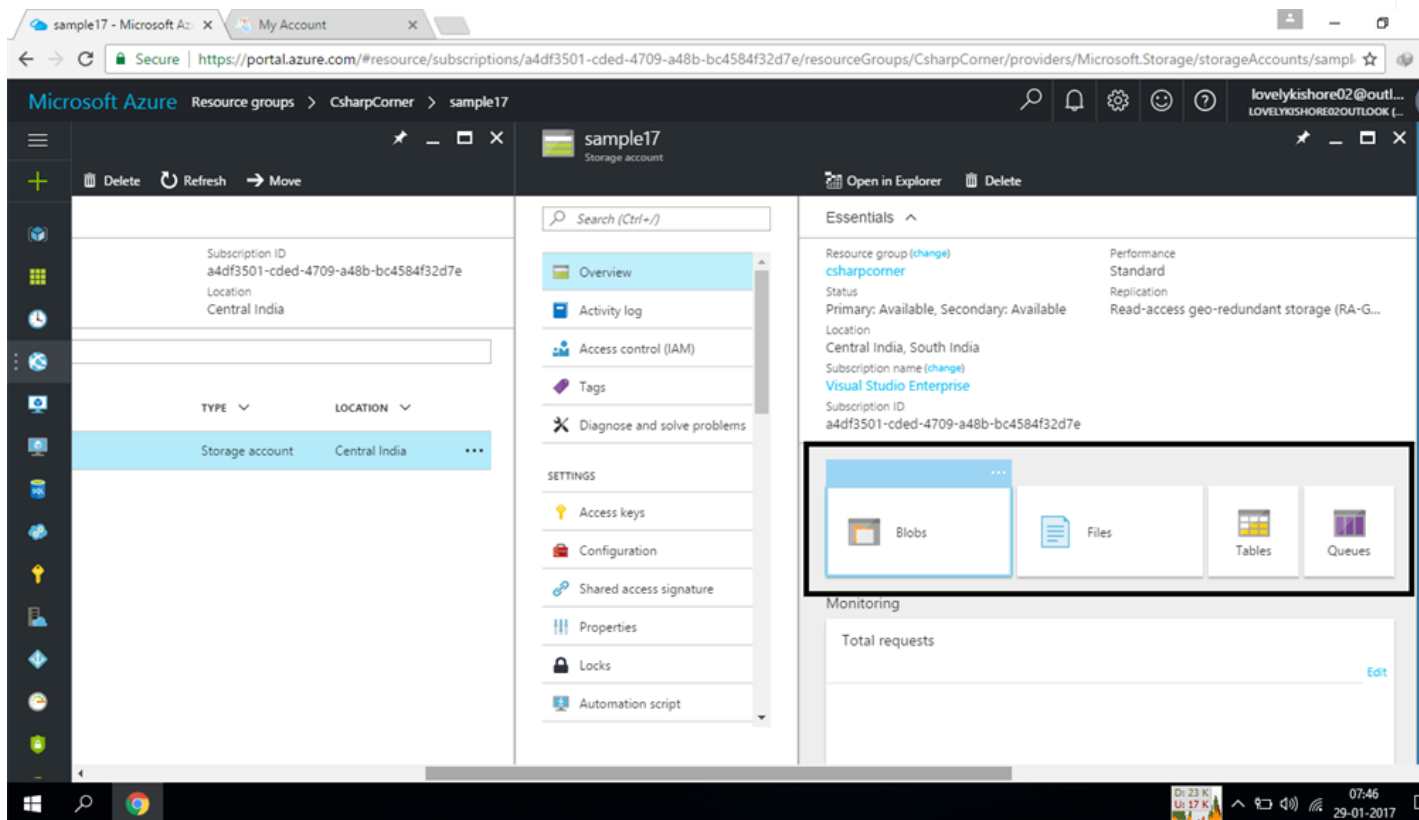 sample17 - Microsoft Az
My Account
Secure
https://portal.azure.com/#resource/subscriptions/a4df3501-cded-4709-a48b-bc4584f32d7e/resourceGroups/CsharpCorner/providers/Microsoft.Storage/storageAccounts/sampl
Microsoft Azure Resource groups > CsharpCorner > sample17
lovelykishore02@outl...
LOVELYKISHORE02OUTLOOK (...
Delete Refresh Move
Subscription ID
a4df3501-cded-4709-a48b-bc4584f32d7e
Location
Central India
TYPE LOCATION
Storage account Central India ...
sample17
Storage account
Open in Explorer Delete
Search (Ctrl+/)
Overview
Activity log
Access control (IAM)
Tags
Diagnose and solve problems
SETTINGS
Access keys
Configuration
Shared access signature
Properties
Locks
Automation script
Essentials
Resource group (change)
csharpcorner
Status
Primary: Available, Secondary: Available
Location
Central India, South India
Subscription name (change)
Visual Studio Enterprise
Subscription ID
a4df3501-cded-4709-a48b-bc4584f32d7e
Performance
Standard
Replication
Read-access geo-redundant storage (RA-G...
...
Blobs
Files
Tables
Queues
Monitoring
Total requests
Edit
D: 23 K
U: 17 K
07:46
29-01-2017